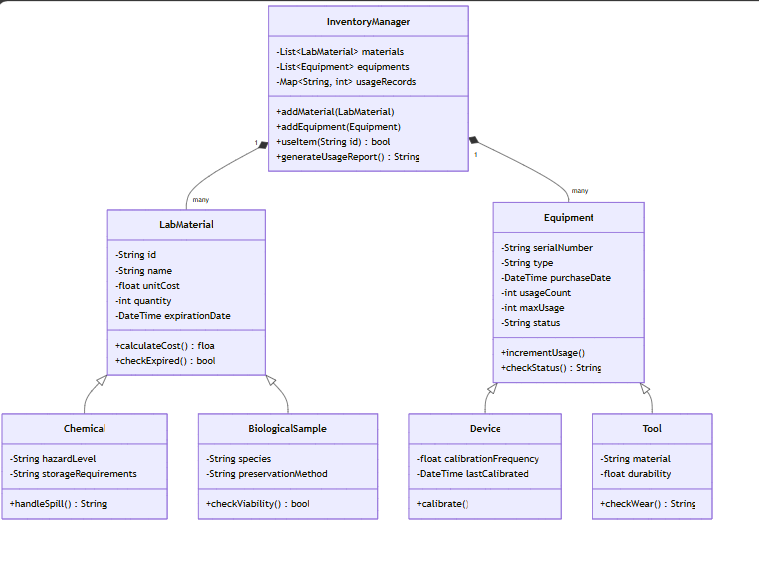 InventoryManager
-List<LabMaterial> materials
-List<Equipment> equipments
-Map<String, int> usageRecords
+addMaterial(LabMaterial)
+addEquipment(Equipment)
+useItem(String id) : bool
+generateUsageReport() : String
1
1
many
many
LabMaterial
-String id
-String name
-float unitCost
-int quantity
-DateTime expirationDate
+calculateCost() : floa
+checkExpired() : bool
Equipment
-String serialNumber
-String type
-DateTime purchaseDate
-int usageCount
-int maxUsage
-String status
+incrementUsage()
+checkStatus() : String
Chemical
-String hazardLevel
-String storageRequirements
+handleSpill() : String
BiologicalSample
-String species
-String preservationMethod
+checkViability() : bool
Device
-float calibrationFrequency
-DateTime lastCalibrated
+calibrate()
Tool
-String material
-float durability
+checkWear() : String